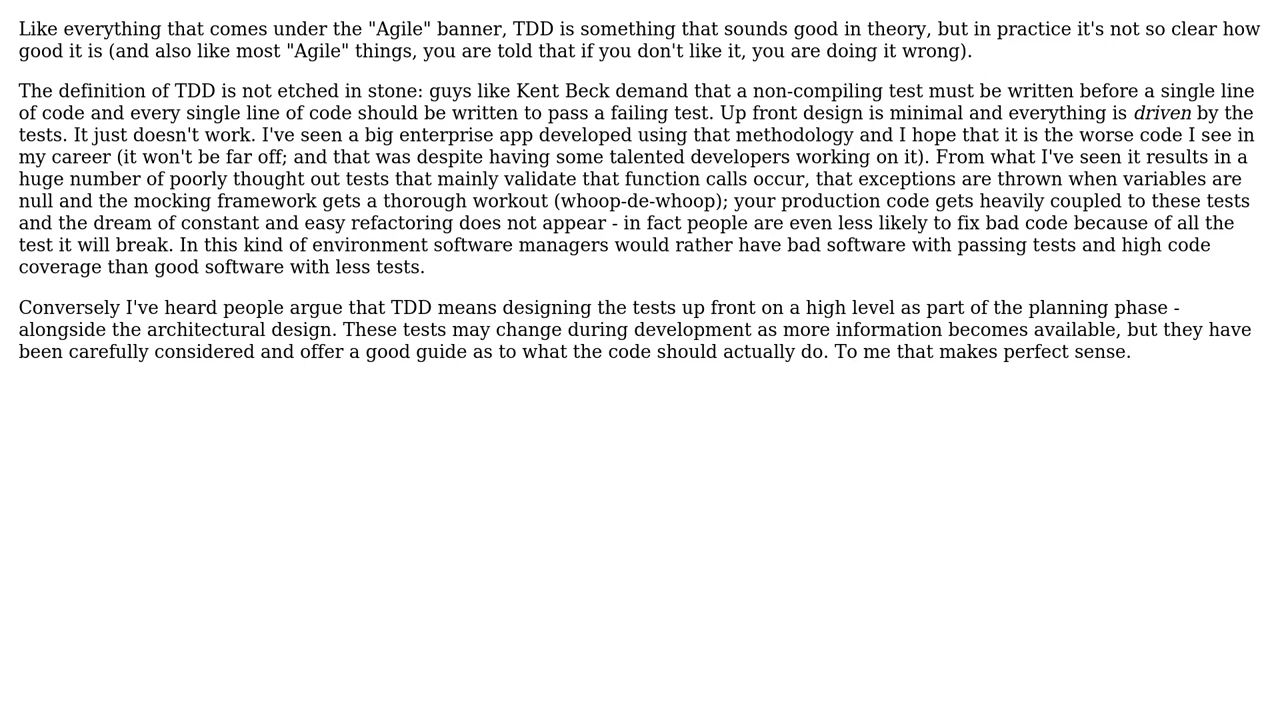 Like everything that comes under the "Agile" banner, TDD is something that sounds good in theory, but in practice it's not so clear how
good it is (and also like most "Agile" things, you are told that if you don't like it, you are doing it wrong).
The definition of TDD is not etched in stone: guys like Kent Beck demand that a non-compiling test must be written before a single line
of code and every single line of code should be written to pass a failing test. Up front design is minimal and everything is driven by the
tests. It just doesn't work. I've seen a big enterprise app developed using that methodology and I hope that it is the worse code I see in
my career (it won't be far off; and that was despite having some talented developers working on it). From what I've seen it results in a
huge number of poorly thought out tests that mainly validate that function calls occur, that exceptions are thrown when variables are
null and the mocking framework gets a thorough workout (whoop-de-whoop); your production code gets heavily coupled to these tests
and the dream of constant and easy refactoring does not appear - in fact people are even less likely to fix bad code because of all the
test it will break. In this kind of environment software managers would rather have bad software with passing tests and high code
coverage than good software with less tests.
Conversely I've heard people argue that TDD means designing the tests up front on a high level as part of the planning phase -
alongside the architectural design. These tests may change during development as more information becomes available, but they have
been carefully considered and offer a good guide as to what the code should actually do. To me that makes perfect sense.